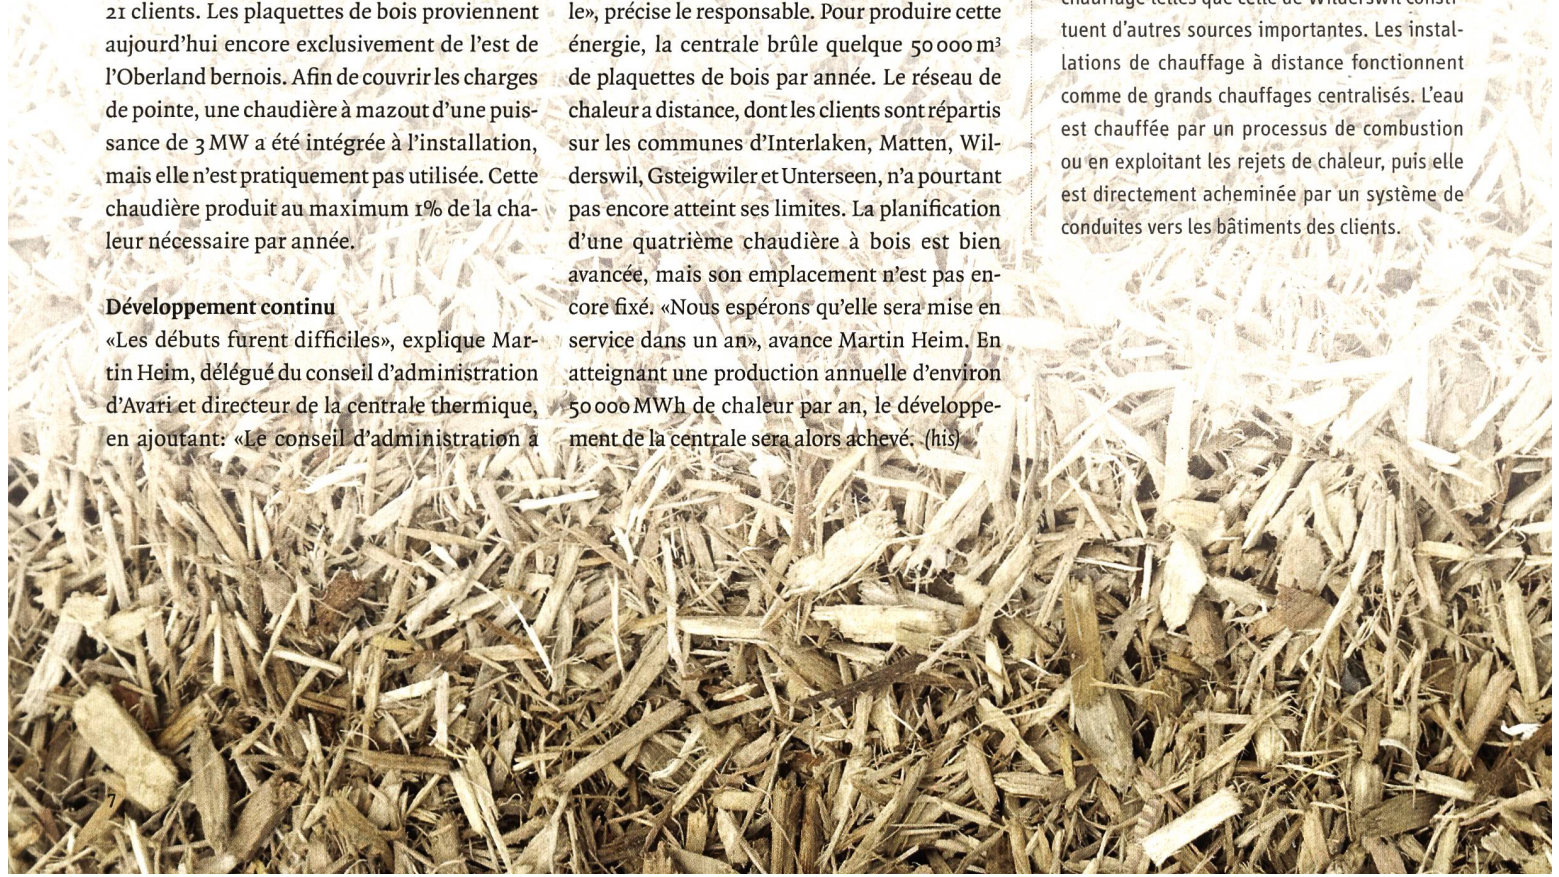 21 clients. Les plaquettes de bois proviennent
aujourd'hui encore exclusivement de l'est de
l'Oberland bernois. Afin de couvrir les charges
de pointe, une chaudière à mazout d'une puis-
sance de 3 MW a été intégrée à l'installation,
mais elle n'est pratiquement pas utilisée. Cette
chaudière produit au maximum 1% de la cha-
leur nécessaire par année.
Développement continu
«Les débuts furent difficiles», explique Mar-
tin Heim, délégué du conseil d'administration
d'Avari et directeur de la centrale thermique,
en ajoutant: «Le conseil d'administration a
le», précise le responsable. Pour produire cette
énergie, la centrale brûle quelque 50 000 m³
de plaquettes de bois par année. Le réseau de
chaleur a distance, dont les clients sont répartis
sur les communes d'Interlaken, Matten, Wil-
derswil, Gsteigwiler et Unterseen, n'a pourtant
pas encore atteint ses limites. La planification
d'une quatrième chaudière à bois est bien
avancée, mais son emplacement n'est pas en-
core fixé. «Nous espérons qu'elle sera mise en
service dans un an», avance Martin Heim. En
atteignant une production annuelle d'environ
50 000 MWh de chaleur par an, le développe-
ment de la centrale sera alors achevé. (his)
chauffage telles que celle de Wilderswil consti-
tuent d'autres sources importantes. Les instal-
lations de chauffage à distance fonctionnent
comme de grands chauffages centralisés. L'eau
est chauffée par un processus de combustion
ou en exploitant les rejets de chaleur, puis elle
est directement acheminée par un système de
conduites vers les bâtiments des clients.
7